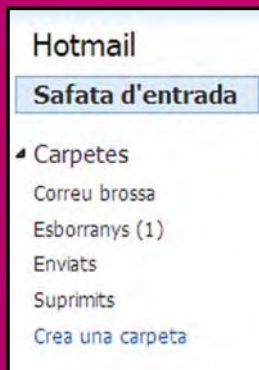 Hotmail
Safata d'entrada
Carpetes
Correu brossa
Esborranys (1)
Enviats
Suprimits
Crea una carpeta